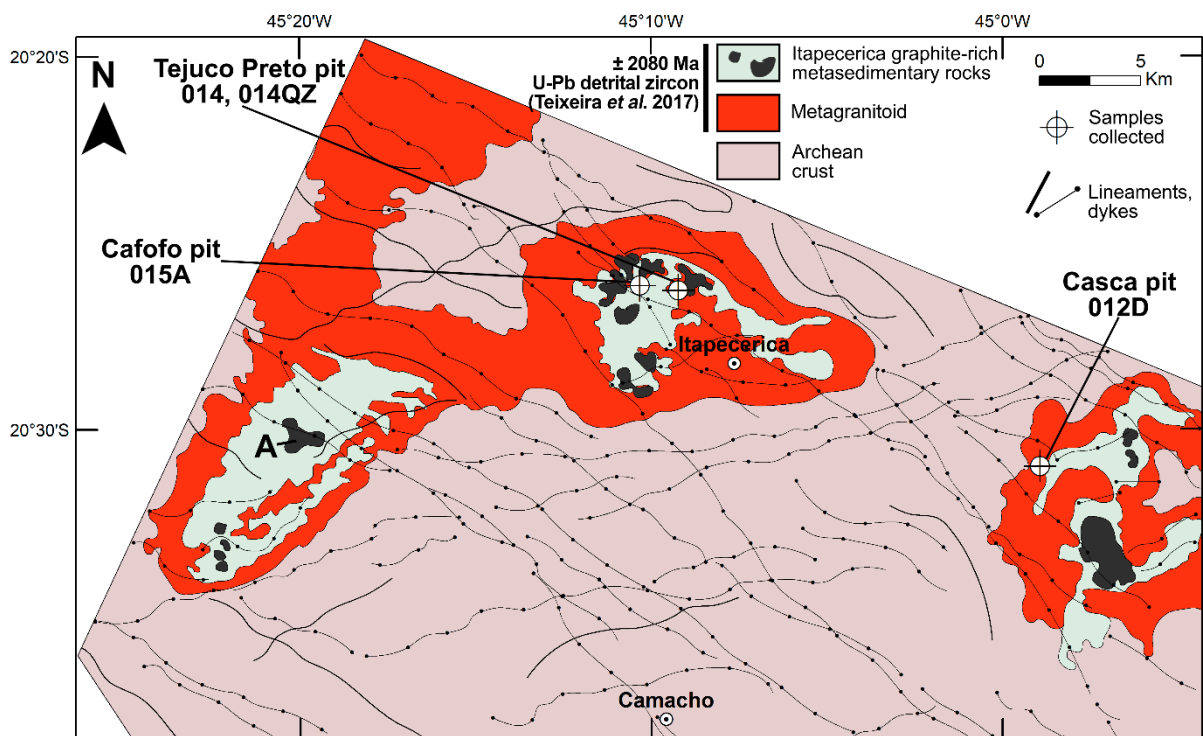 45°20'W
45°10'W
45°0'W
20°20'S
N
Tejuco Preto pit
014, 014QZ
± 2080 Ma
U-Pb detrital zircon
(Teixeira et al. 2017)
Itapecerica graphite-rich
metasedimentary rocks
Metagranitoid
Archean
crust
0
5
Km
Samples
collected
Lineaments,
dykes
Cafofo pit
015A
Casca pit
012D
Itapecerica
20°30'S
A
Camacho